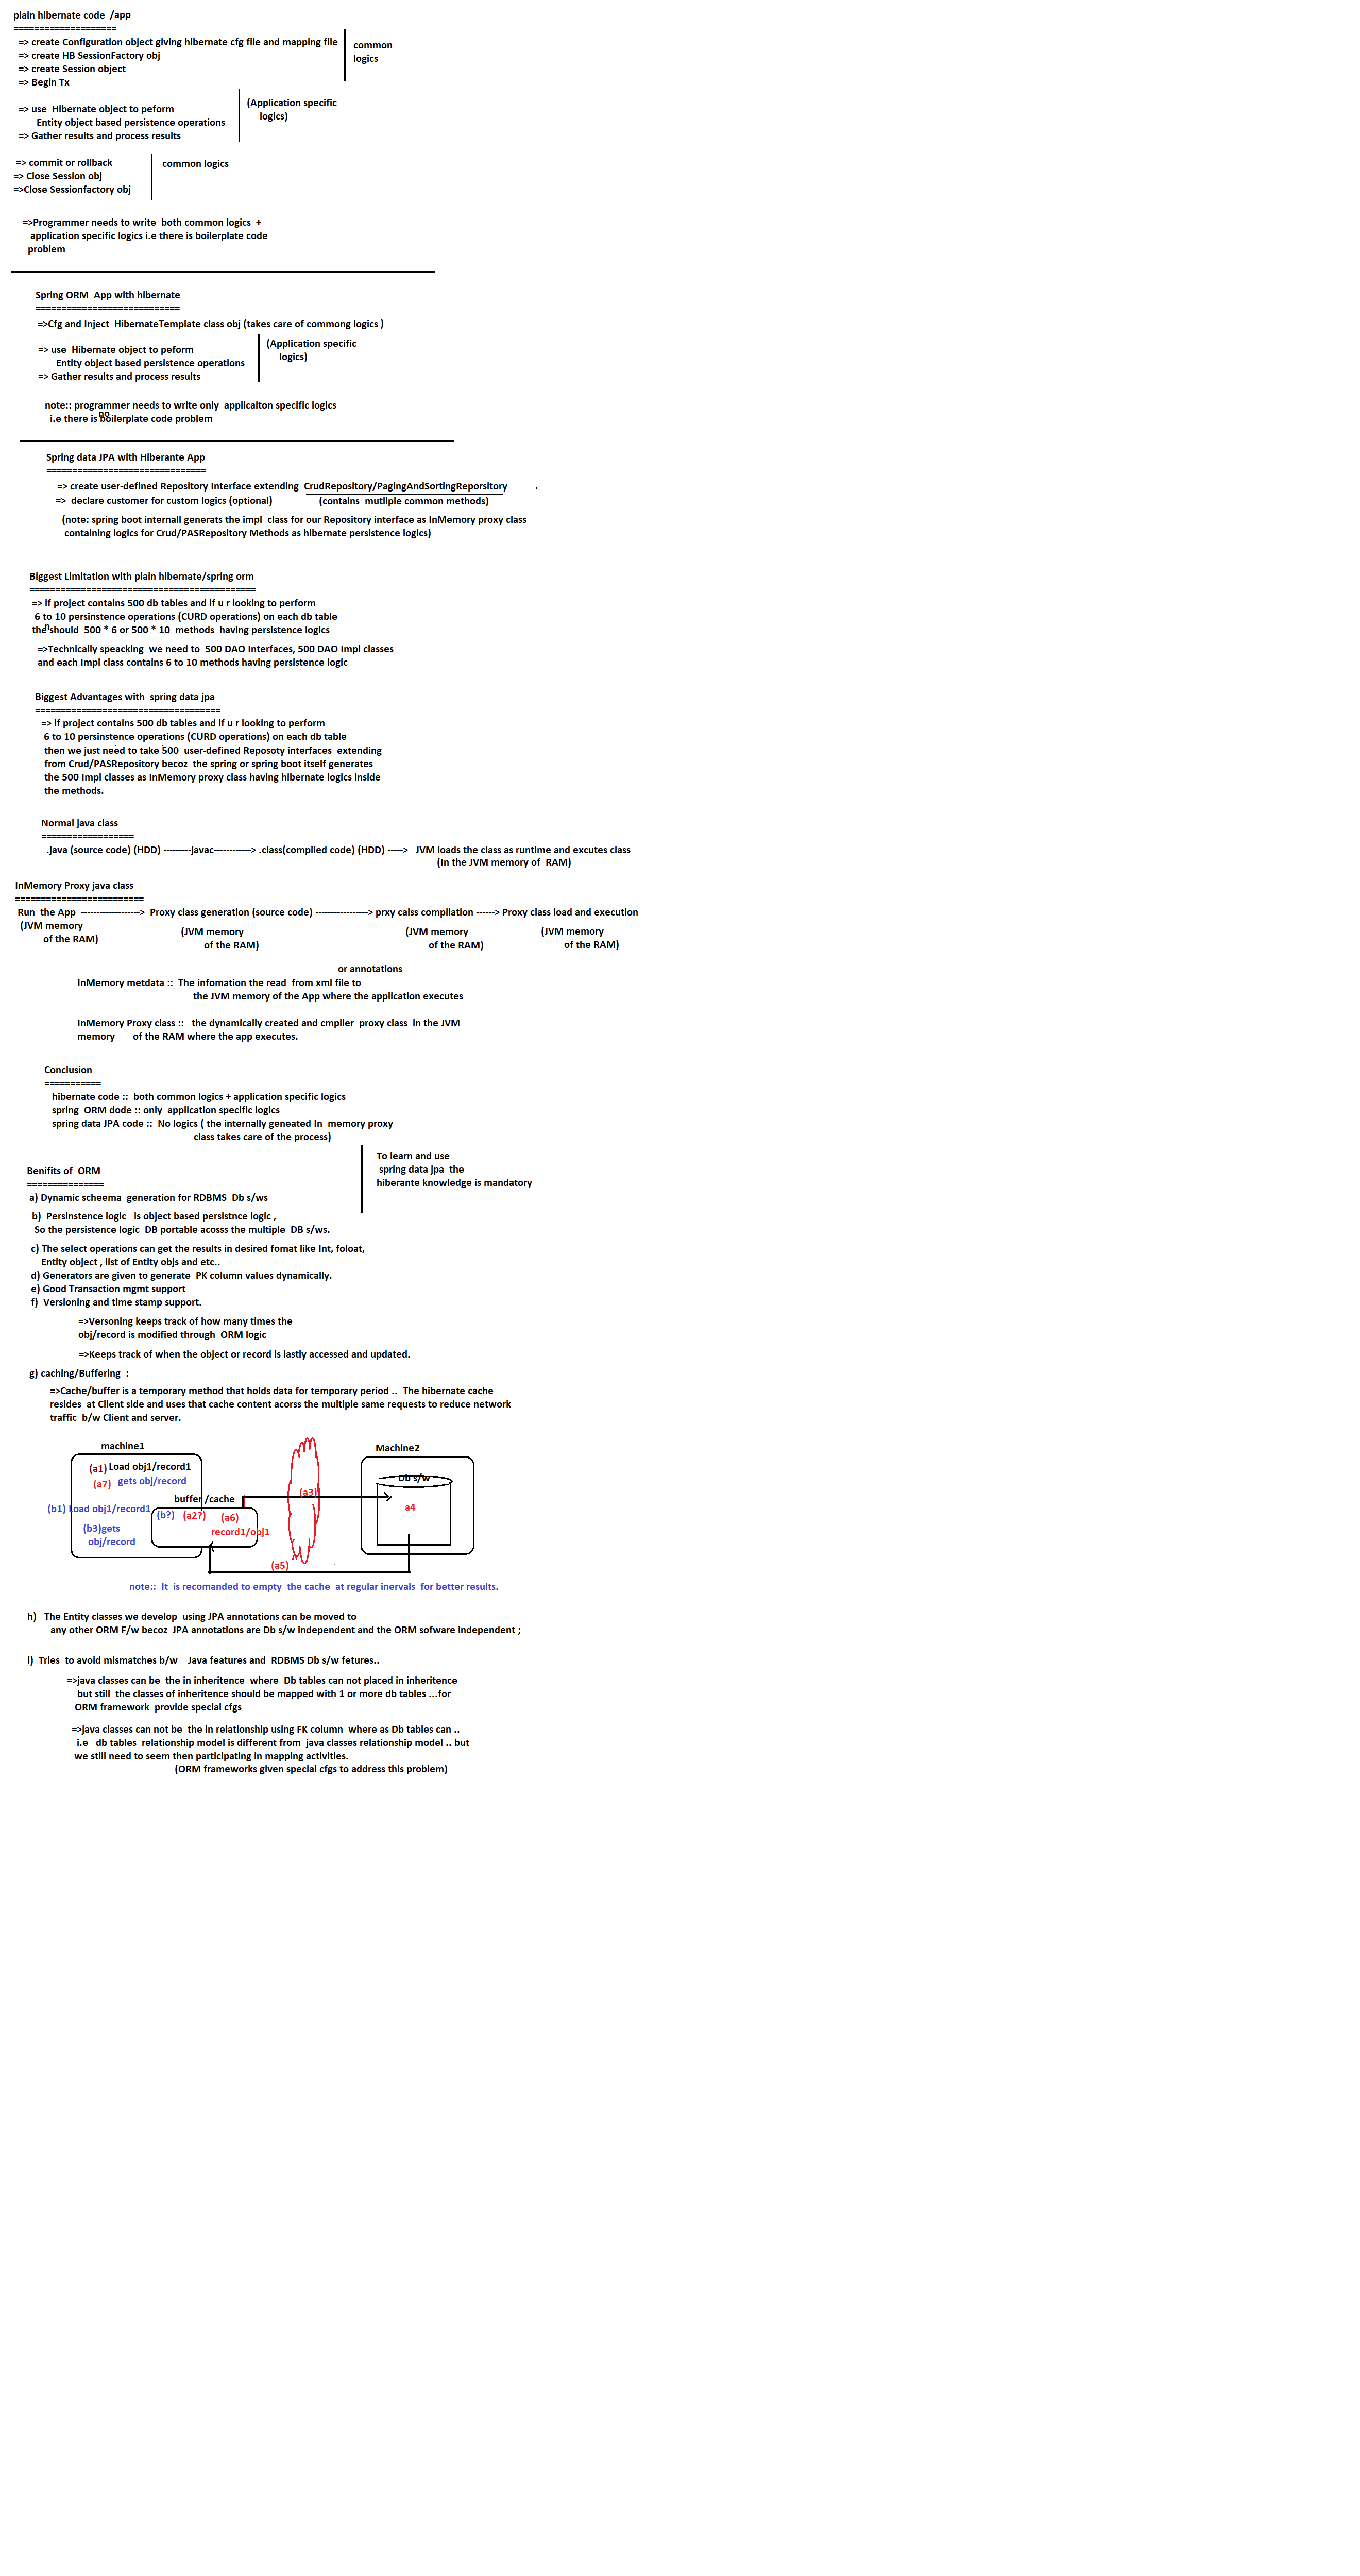 plain hibernate code /app
====================
=> create Configuration object giving hibernate cfg file and mapping file
=> create HB SessionFactory obj
=> create Session object
=> Begin Tx
common
logics
=> use Hibernate object to peform
Entity object based persistence operations
=> Gather results and process results
(Application specific
logics)
=> commit or rollback
=> Close Session obj
=>Close Sessionfactory obj
common logics
=>Programmer needs to write both common logics +
application specific logics i.e there is boilerplate code
problem
Spring ORM App with hibernate
============================
=>Cfg and Inject HibernateTemplate class obj (takes care of commong logics )
=> use Hibernate object to peform
Entity object based persistence operations
=> Gather results and process results
(Application specific
logics)
note:: programmer needs to write only applicaiton specific logics
no
i.e there is boilerplate code problem
Spring data JPA with Hiberante App
===============================
=> create user-defined Repository Interface extending CrudRepository/PagingAndSortingReporsitory .
=> declare customer for custom logics (optional) (contains mutliple common methods)
(note: spring boot internall generats the impl class for our Repository interface as InMemory proxy class
containing logics for Crud/PASRepository Methods as hibernate persistence logics)
Biggest Limitation with plain hibernate/spring orm
============================================
=> if project contains 500 db tables and if u r looking to perform
6 to 10 persinstence operations (CURD operations) on each db table
n
the should 500 * 6 or 500 * 10 methods having persistence logics
=>Technically speacking we need to 500 DAO Interfaces, 500 DAO Impl classes
and each Impl class contains 6 to 10 methods having persistence logic
Biggest Advantages with spring data jpa
====================================
=> if project contains 500 db tables and if u r looking to perform
6 to 10 persinstence operations (CURD operations) on each db table
then we just need to take 500 user-defined Reposoty interfaces extending
from Crud/PASRepository becoz the spring or spring boot itself generates
the 500 Impl classes as InMemory proxy class having hibernate logics inside
the methods.
Normal java class
==================
.java (source code) (HDD) ---------javac------------> .class(compiled code) (HDD) -----> JVM loads the class as runtime and excutes class
(In the JVM memory of RAM)
InMemory Proxy java class
=========================
Run the App -------------------> Proxy class generation (source code) -----------------> prxy calss compilation ------> Proxy class load and execution
(JVM memory
of the RAM)
(JVM memory
of the RAM)
(JVM memory
of the RAM)
(JVM memory
of the RAM)
or annotations
InMemory metdata :: The infomation the read from xml file to
the JVM memory of the App where the application executes
InMemory Proxy class :: the dynamically created and cmpiler proxy class in the JVM
memory of the RAM where the app executes.
Conclusion
===========
hibernate code :: both common logics + application specific logics
spring ORM dode :: only application specific logics
spring data JPA code :: No logics ( the internally geneated In memory proxy
class takes care of the process)
To learn and use
spring data jpa the
hiberante knowledge is mandatory
Benifits of ORM
===============
a) Dynamic scheema generation for RDBMS Db s/ws
b) Persinstence logic is object based persistnce logic ,
So the persistence logic DB portable acosss the multiple DB s/ws.
c) The select operations can get the results in desired fomat like Int, foloat,
Entity object , list of Entity objs and etc..
d) Generators are given to generate PK column values dynamically.
e) Good Transaction mgmt support
f) Versioning and time stamp support.
=>Versoning keeps track of how many times the
obj/record is modified through ORM logic
=>Keeps track of when the object or record is lastly accessed and updated.
g) caching/Buffering :
=>Cache/buffer is a temporary method that holds data for temporary period .. The hibernate cache
resides at Client side and uses that cache content acorss the multiple same requests to reduce network
traffic b/w Client and server.
machine1
Machine2
(a1) Load obj1/record1
(a7) gets obj/record
Db s/w
buffer /cache
(a3)
a4
(b1) Load obj1/record1
(b?) (a2?) (a6)
record1/obj1
(b3)gets
obj/record
(a5)
note:: It is recomanded to empty the cache at regular inervals for better results.
h) The Entity classes we develop using JPA annotations can be moved to
any other ORM F/w becoz JPA annotations are Db s/w independent and the ORM sofware independent ;
i) Tries to avoid mismatches b/w Java features and RDBMS Db s/w fetures..
=>java classes can be the in inheritence where Db tables can not placed in inheritence
but still the classes of inheritence should be mapped with 1 or more db tables ...for
ORM framework provide special cfgs
=>java classes can not be the in relationship using FK column where as Db tables can ..
i.e db tables relationship model is different from java classes relationship model .. but
we still need to seem then participating in mapping activities.
(ORM frameworks given special cfgs to address this problem)